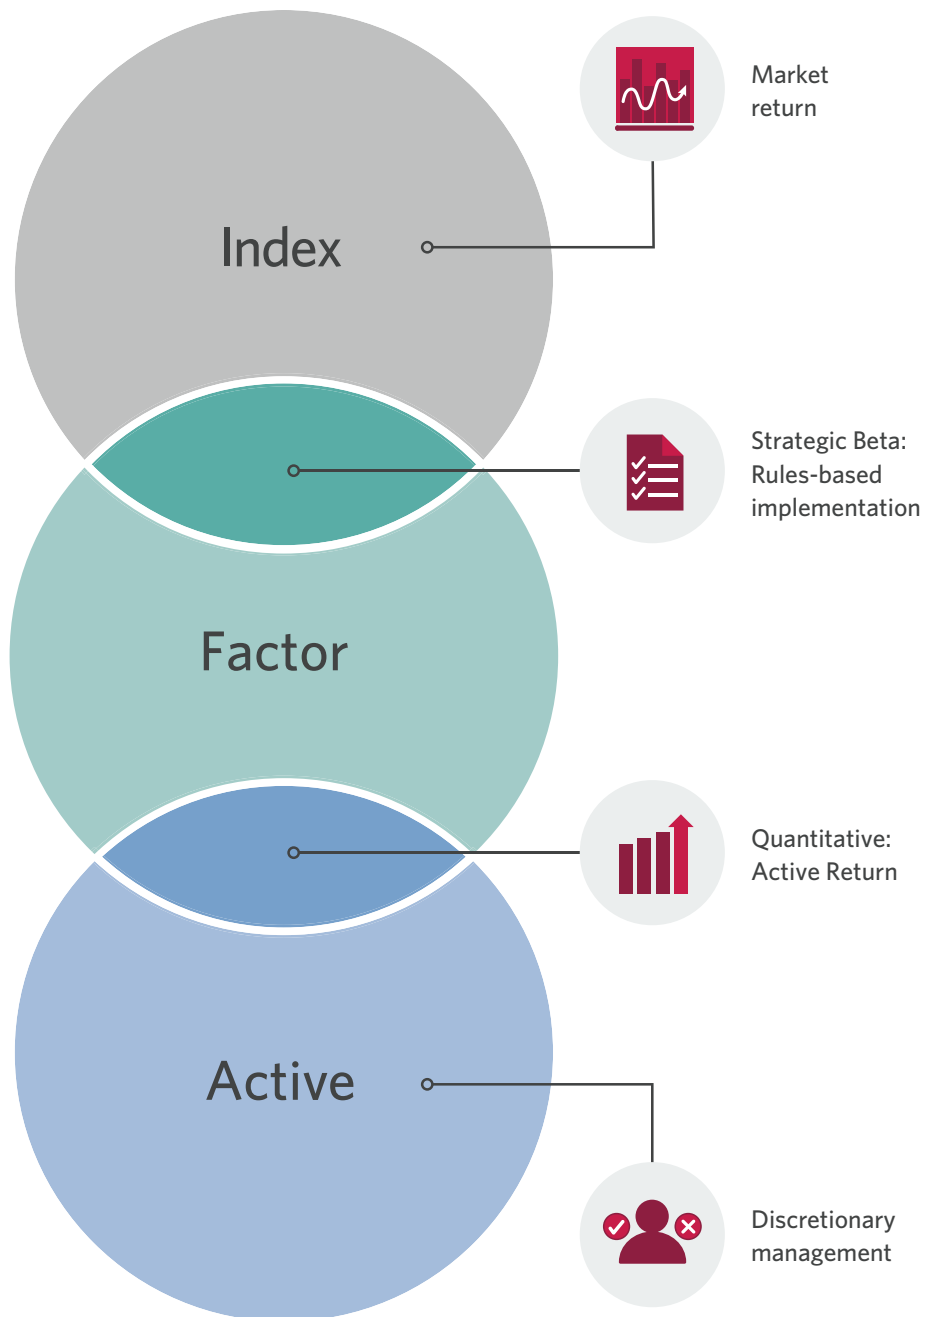 Market
return
Index
Strategic Beta:
Rules-based
implementation
Factor
Quantitative:
Active Return
Active
Discretionary
management